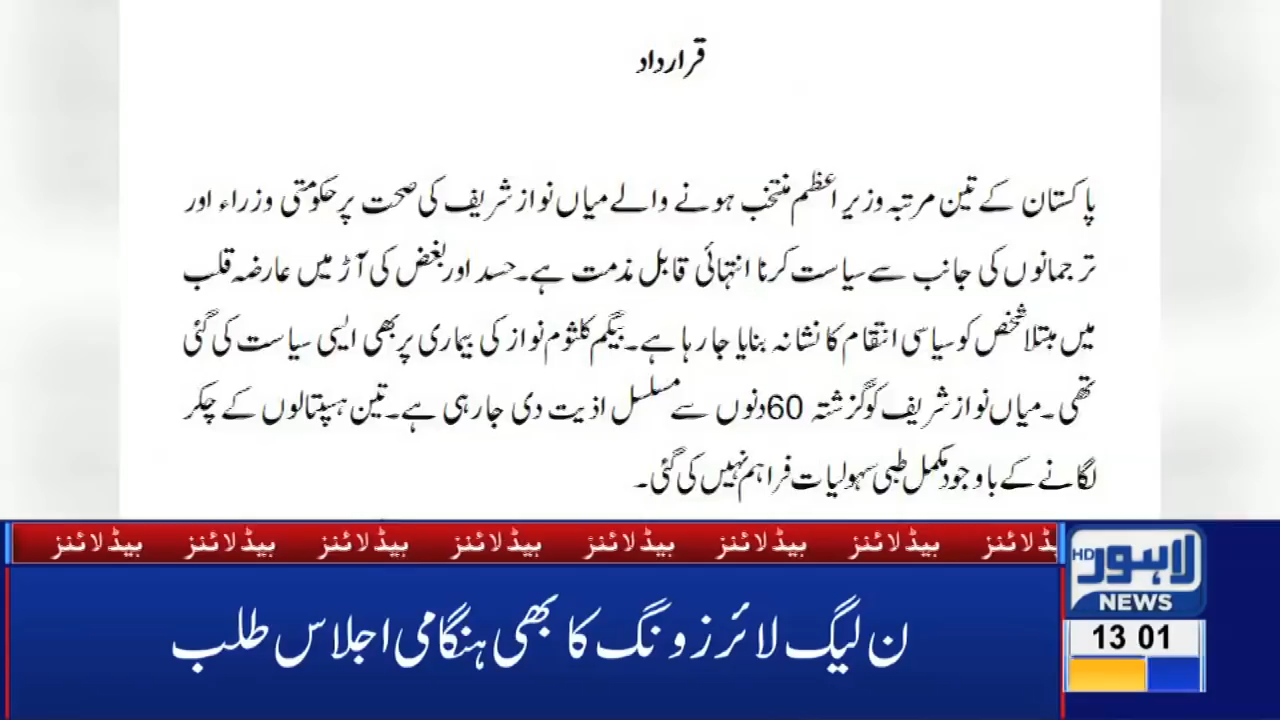 قرارداد
پاکستان کے تین مرتبہ وزیر اعظم منتخب ہونے والے میاں نواز شریف کی صحت پر حکومتی وزراء اور
ترجمانوں کی جانب سے سیاست کرنا انتہائی قابل مذمت ہے۔ حسد اور بغض کی آڑ میں عارضہ قلب
میں مبتلا شخص کو سیاسی انتقام کا نشانہ بنایا جا رہا ہے۔ بیگم کلثوم نواز کی بیماری پر بھی ایسی سیاست کی گئی
تھی۔ میاں نواز شریف کو گزشتہ 60 دنوں سے مسلسل اذیت دی جا رہی ہے۔ تین ہسپتالوں کے چکر
لگانے کے باوجود مکمل طبی سہولیات فراہم نہیں کی گئی۔
ہیڈلائنز ہیڈلائنز ہیڈلائنز ہیڈلائنز ہیڈلائنز ہیڈلائنز ہیڈلائنز ہیڈلائنز
لاہور HD
NEWS
ن لیگ لائرز ونگ کا بھی ہنگامی اجلاس طلب
13 01